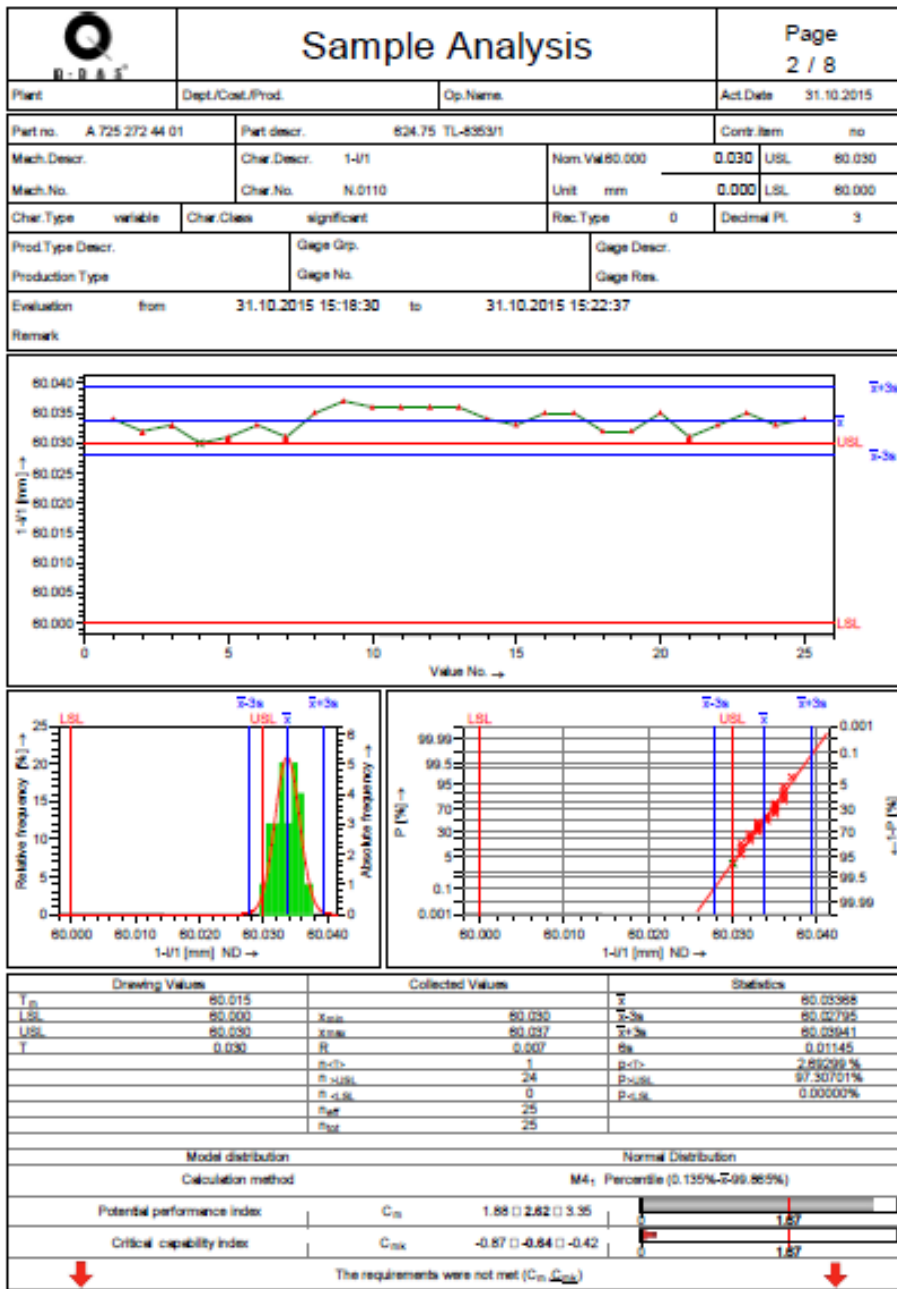 Q-DAS®
Sample Analysis
Page
2 / 8
Plant Dept./Cost./Prod. Op.Name. Act.Date 31.10.2015
Part no. A 725 272 44 01 Part descr. 624.75 TL-8353/1 Contr.Item no
Mach.Descr. Char.Descr. 1-I/1 Nom.Val.60.000 0.030 USL 60.030
Mach.No. Char.No. N.0110 Unit mm 0.000 LSL 60.000
Char.Type variable Char.Class significant Rec.Type 0 Decimal Pl. 3
Prod.Type Descr. Gage Grp. Gage Descr.
Production Type Gage No. Gage Res.
Evaluation from 31.10.2015 15:18:30 to 31.10.2015 15:22:37
Remark
60.040
60.035
60.030
60.025
60.020
60.015
60.010
60.005
60.000
1-I/1 [mm] →
x̅+3s
x̅
USL
x̅-3s
LSL
0 5 10 15 20 25
Value No. →
LSL x̅-3s USL x̅ x̅+3s
Relative frequency [%] →
25
20
15
10
5
0
6
5
4
3
2
1
0
Absolute frequency →
60.000 60.010 60.020 60.030 60.040
1-I/1 [mm] ND →
LSL x̅-3s USL x̅ x̅+3s
P [%] →
99.99
99.5
95
70
30
5
0.1
0.001
0.001
0.1
5
30
70
95
99.5
99.99
←1-P [%]
60.000 60.010 60.020 60.030 60.040
1-I/1 [mm] ND →
Drawing Values Collected Values Statistics
Tm 60.015 x̅ 60.03368
LSL 60.000 xmin 60.030 x̅-3s 60.02795
USL 60.030 xmax 60.037 x̅+3s 60.03941
T 0.030 R 0.007 6s 0.01145
n<T> 1 p<T> 2.69299 %
n>USL 24 p>USL 97.30701%
n<LSL 0 p<LSL 0.00000%
neff 25
ntot 25
Model distribution Normal Distribution
Calculation method M4₁ Percentile (0.135%-x̅-99.865%)
Potential performance index Cm 1.88 □ 2.62 □ 3.35 0 1.67
Critical capability index Cmk -0.87 □ -0.64 □ -0.42 0 1.67
The requirements were not met (Cm,Cmk)